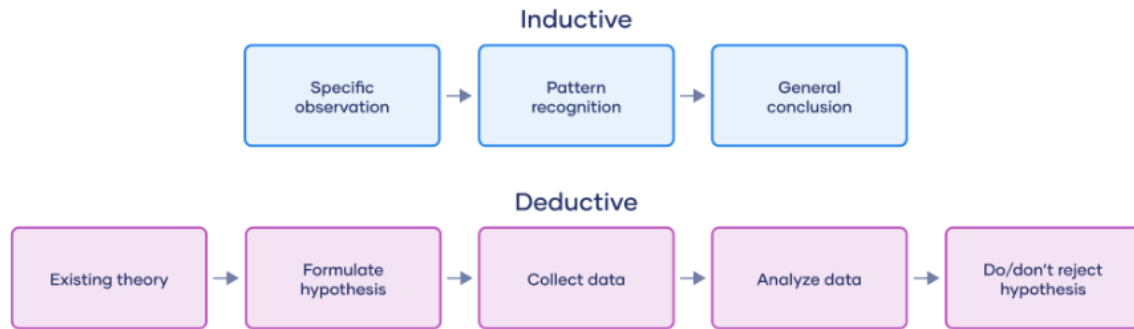 Inductive
Specific
observation
Pattern
recognition
General
conclusion
Deductive
Existing theory
Formulate
hypothesis
Collect data
Analyze data
Do/don't reject
hypothesis